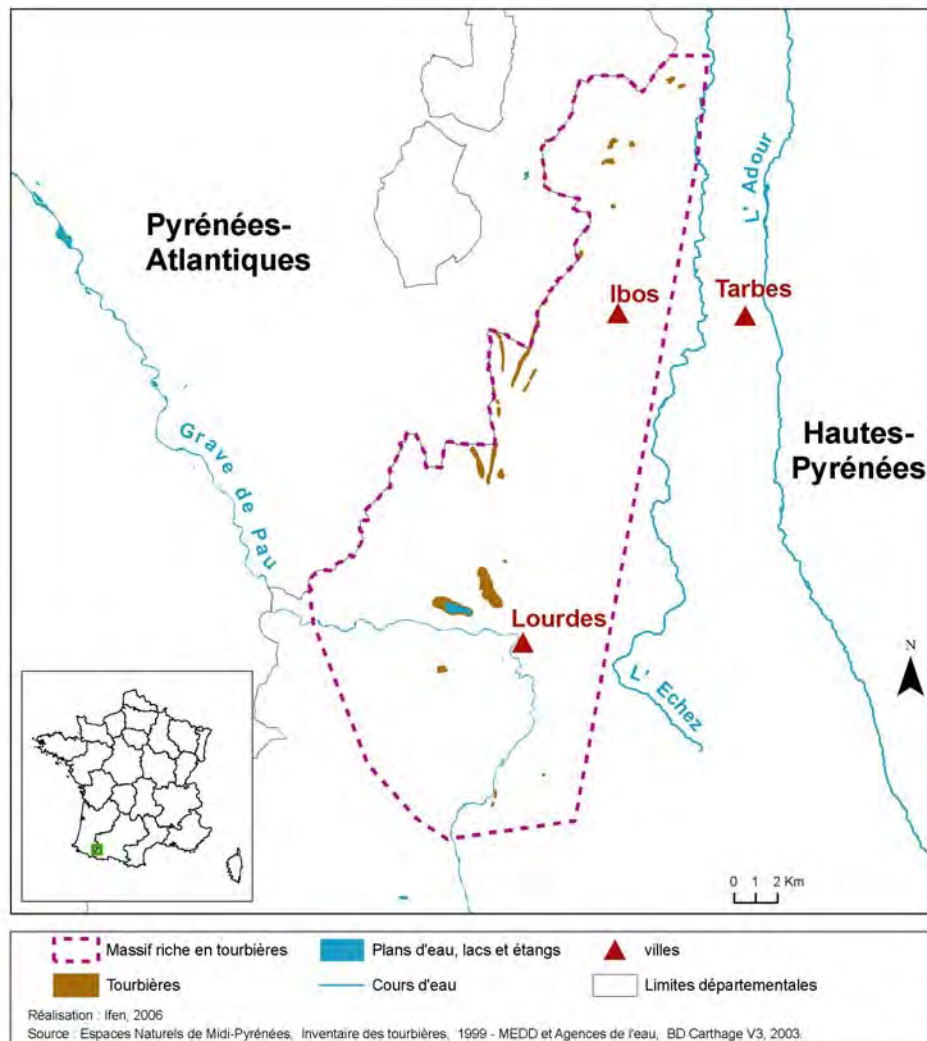 L' Adour
Pyrénées-
Atlantiques
Ibos
Tarbes
Grave de Pau
Hautes-
Pyrénées
Lourdes
L' Echez
N
0 1 2 Km
Massif riche en tourbières
Plans d'eau, lacs et étangs
villes
Tourbières
Cours d'eau
Limites départementales
Réalisation : Ifen, 2006
Source : Espaces Naturels de Midi-Pyrénées, Inventaire des tourbières, 1999 - MEDD et Agences de l'eau, BD Carthage V3, 2003.